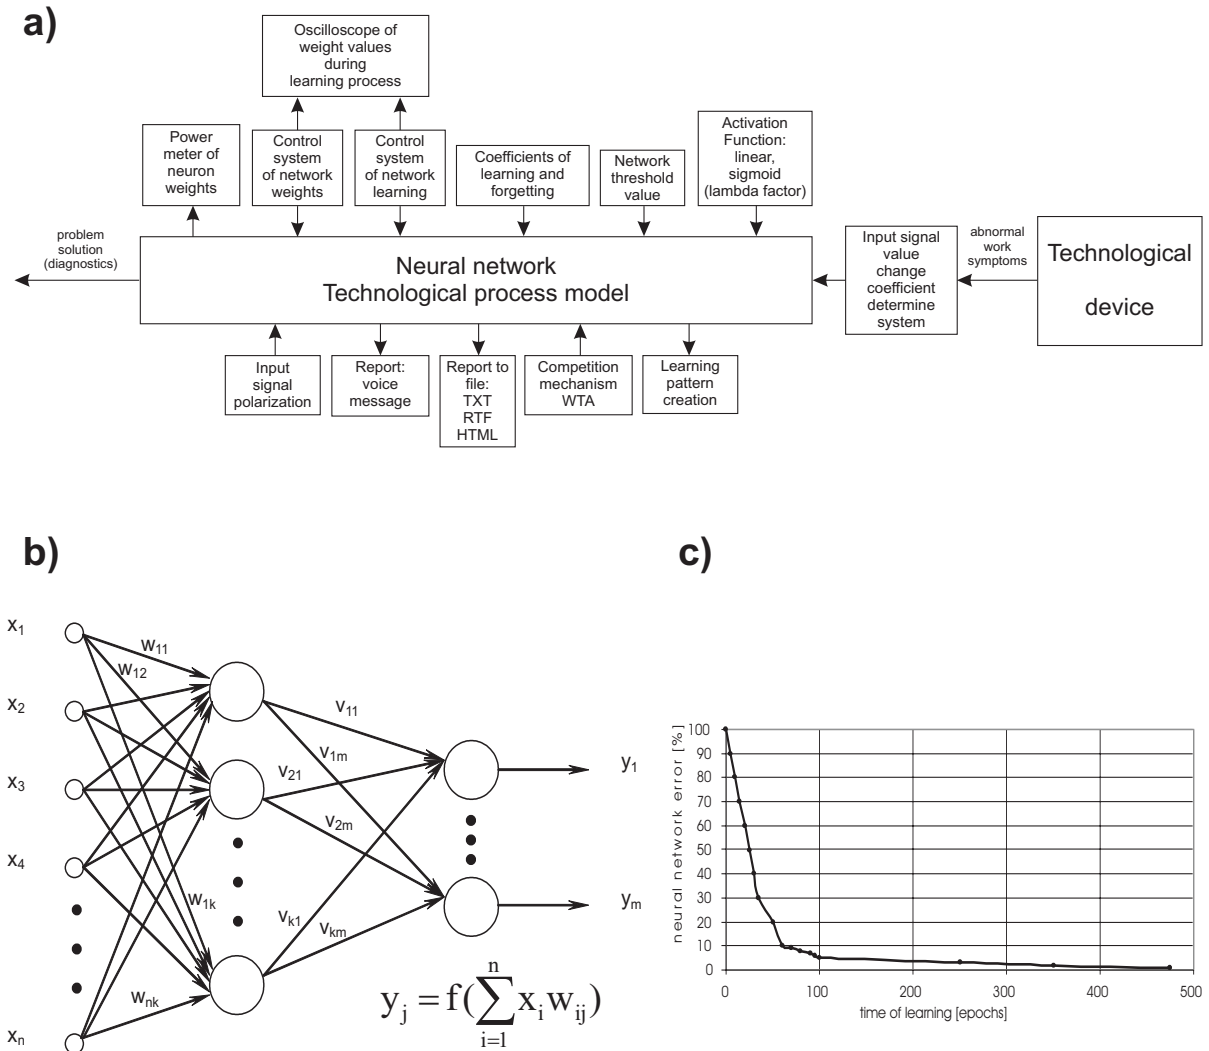 a)
Oscilloscope of
weight values
during
learning process
Power
meter of
neuron
weights
Control
system
of network
weights
Control
system
of network
learning
Coefficients of
learning and
forgetting
Network
threshold
value
Activation
Function:
linear,
sigmoid
(lambda factor)
problem
solution
(diagnostics)
Neural network
Technological process model
Input signal
value
change
coefficient
determine
system
abnormal
work
symptoms
Technological
device
Input
signal
polarization
Report:
voice
message
Report to
file:
TXT
RTF
HTML
Competition
mechanism
WTA
Learning
pattern
creation
b)
x1
x2
x3
x4
xn
w11
w12
w1k
wnk
v11
v1m
v21
v2m
vk1
vkm
y1
ym
yj = f(∑ i=1 n xi wij)
c)
neural network error [%]
100
90
80
70
60
50
40
30
20
10
0
0 100 200 300 400 500
time of learning [epochs]